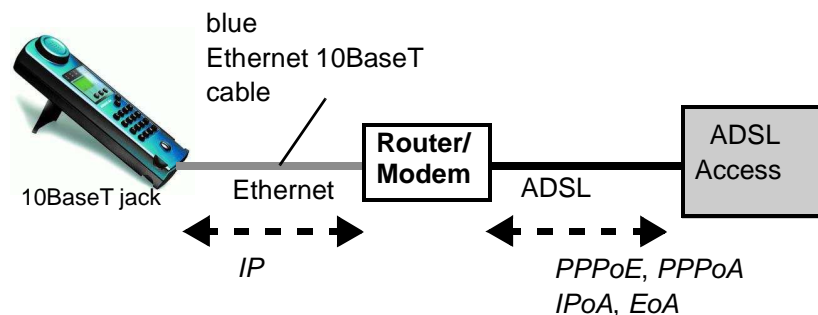 blue
Ethernet 10BaseT
cable
Router/
Modem
ADSL
Access
10BaseT jack
Ethernet
ADSL
IP
PPPoE, PPPoA
IPoA, EoA